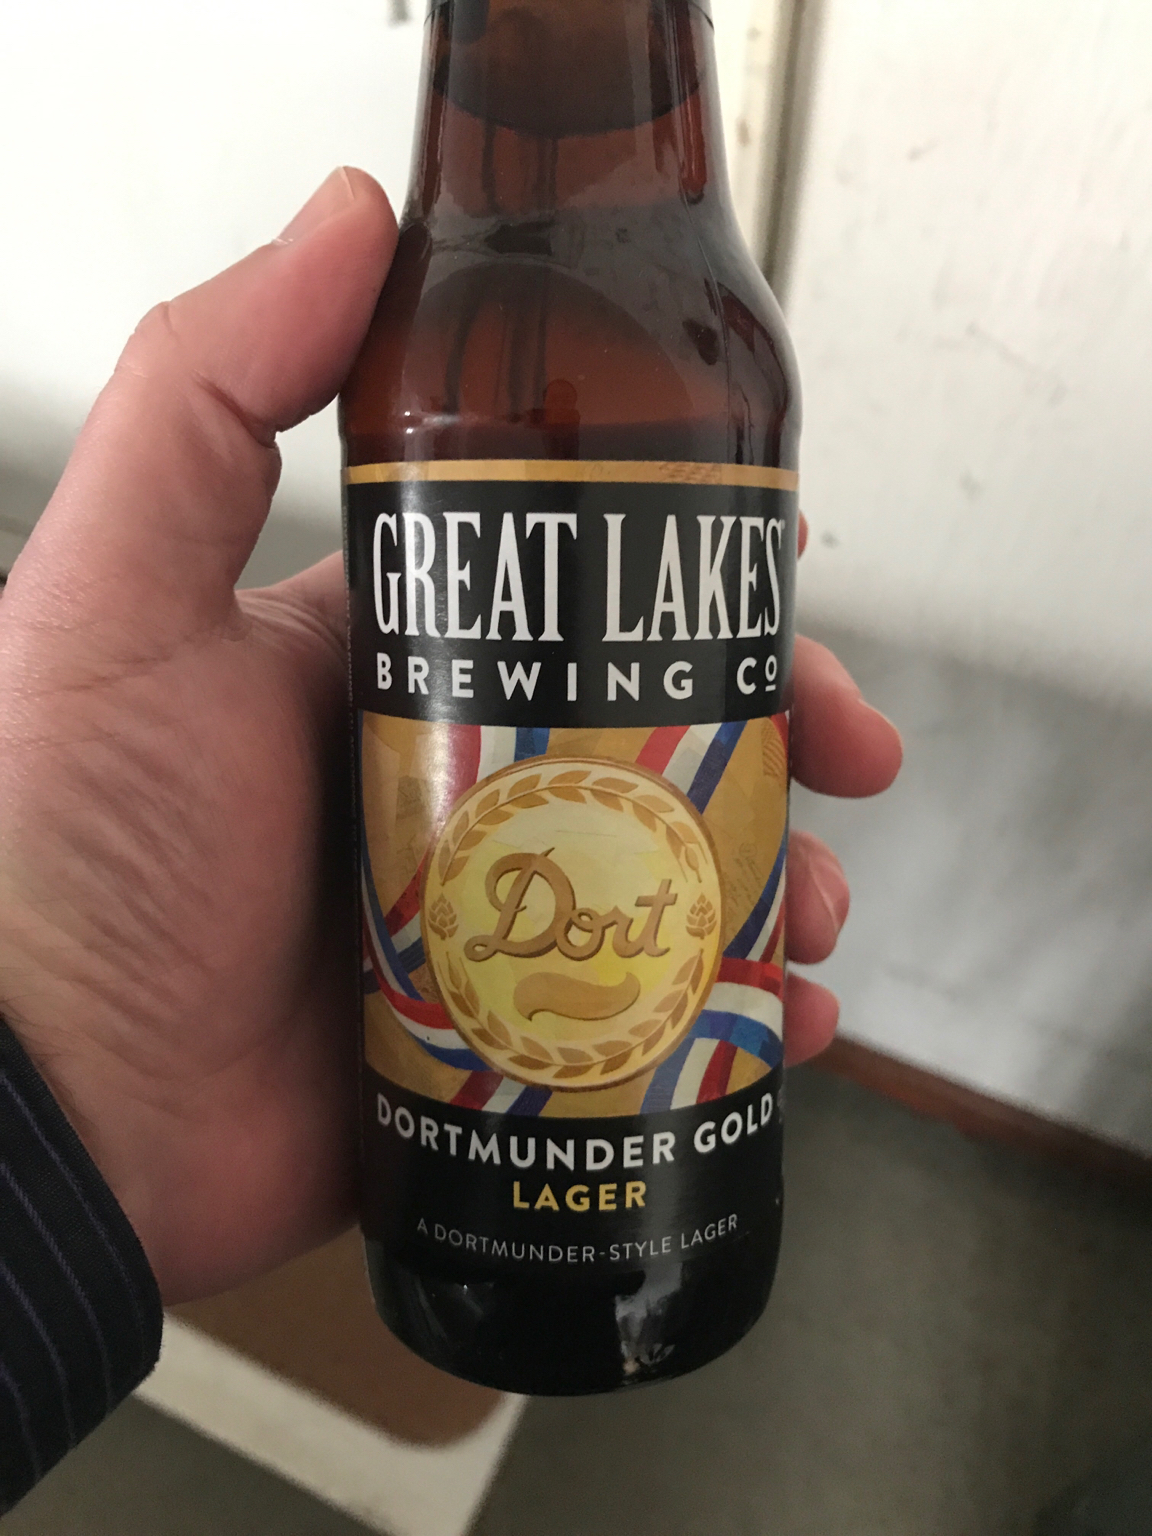 GREAT LAKES
BREWING Co
Dort
DORTMUNDER GOLD
LAGER
A DORTMUNDER-STYLE LAGER